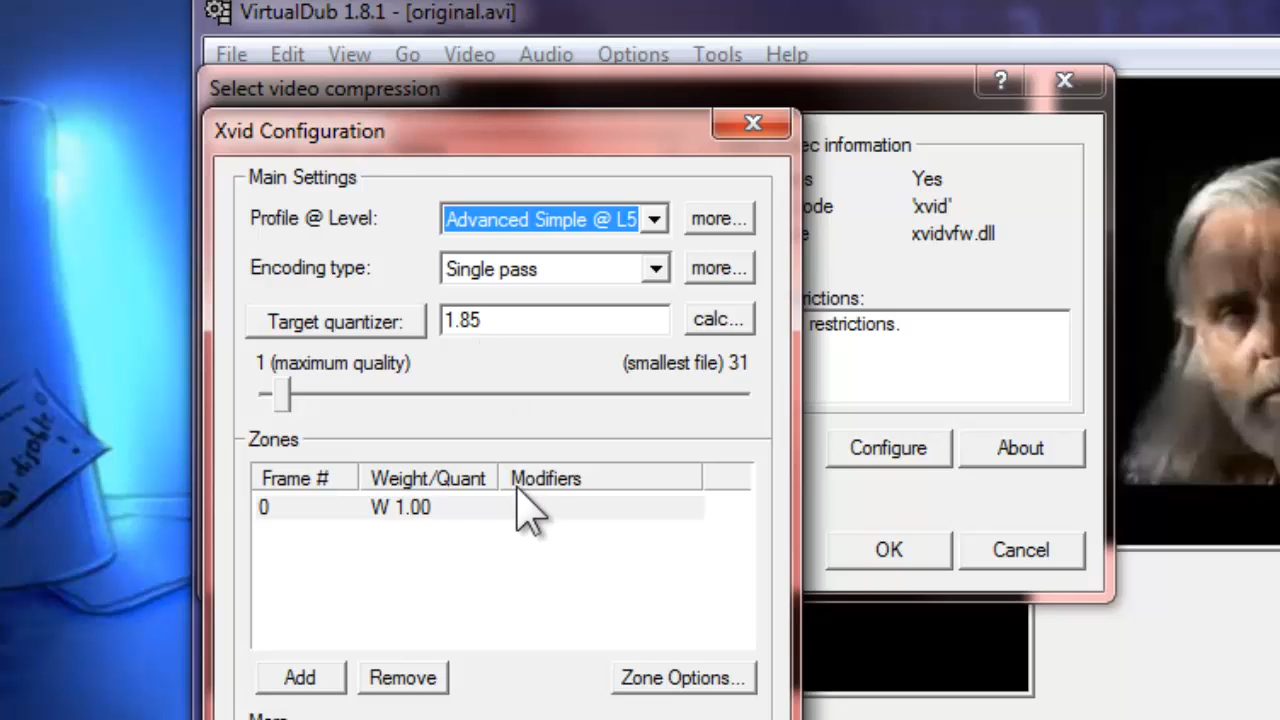 VirtualDub 1.8.1 - [original.avi]
File Edit View Go Video Audio Options Tools Help
Select video compression
?
Xvid Configuration
Main Settings
Profile @ Level: Advanced Simple @ L5 more...
Encoding type: Single pass more...
Target quantizer: 1.85 calc...
1 (maximum quality) (smallest file) 31
Zones
Frame # Weight/Quant Modifiers
0 W 1.00
Add Remove Zone Options...
information
Yes
'xvid'
xvidvfw.dll
restrictions.
Configure About
OK Cancel